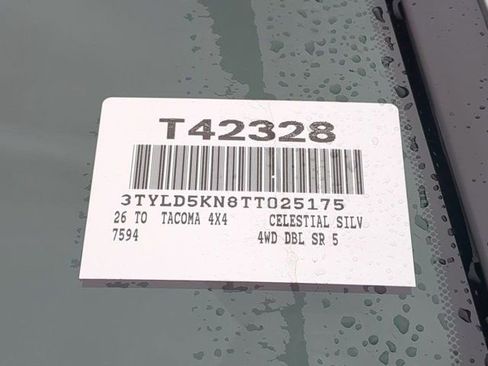 T42328
3TYLD5KN8TT025175
26 TO TACOMA 4X4 CELESTIAL SILV
7594 4WD DBL SR 5